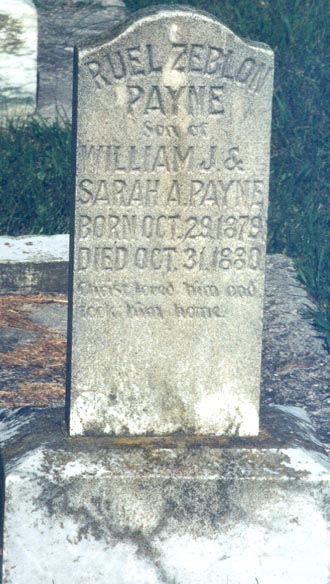 RUEL ZEBLON
PAYNE
Son of
WILLIAM J. &
SARAH A. PAYNE
BORN OCT. 29. 1879
DIED OCT. 31. 1880
Christ loved him and
took him home.